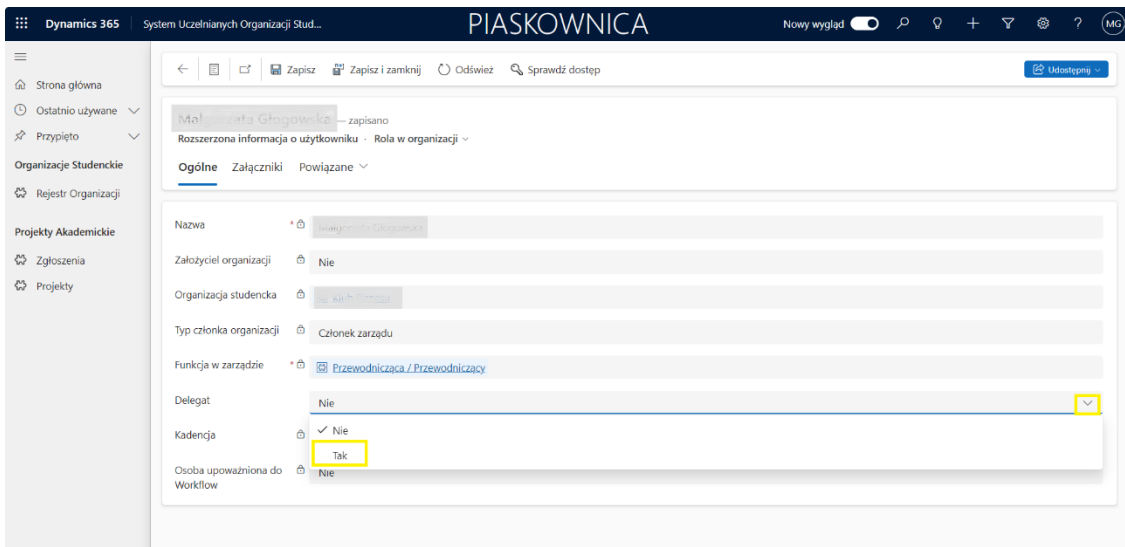 Dynamics 365 System Uczelnianych Organizacji Stud... PIASKOWNICA Nowy wygląd MG
Strona główna
Ostatnio używane
Przypięto
Organizacje Studenckie
Rejestr Organizacji
Projekty Akademickie
Zgłoszenia
Projekty
Zapisz Zapisz i zamknij Odśwież Sprawdź dostęp Udostępnij
– zapisano
Rozszerzona informacja o użytkowniku · Rola w organizacji
Ogólne Załączniki Powiązane
Nazwa *
Założyciel organizacji Nie
Organizacja studencka
Typ członka organizacji Członek zarządu
Funkcja w zarządzie * Przewodnicząca / Przewodniczący
Delegat Nie
Nie
Kadencja
Tak
Osoba upoważniona do Nie
Workflow